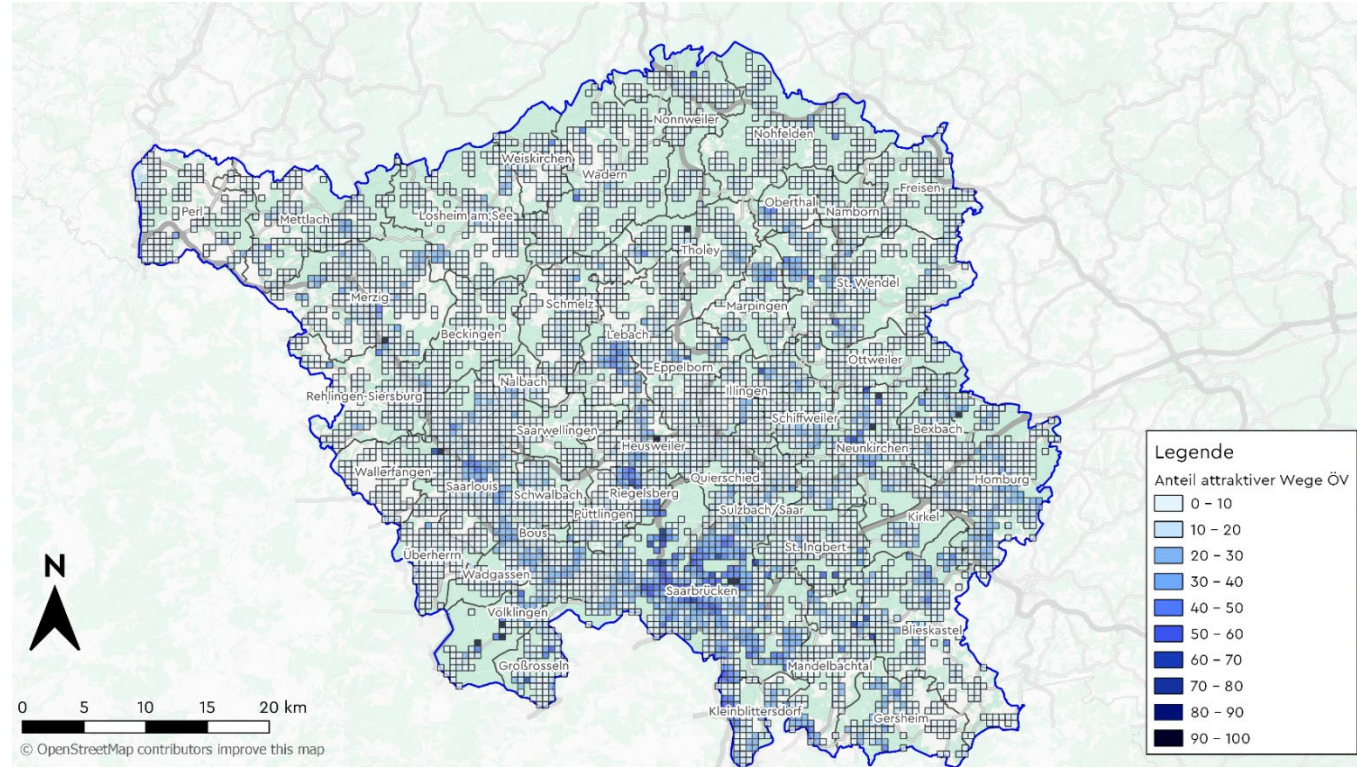 Nonnweiler
Nohfelden
Weiskirchen
Wadern
Freisen
Oberthal
Namborn
Perl
Mettlach
Losheim am See
Tholey
St. Wendel
Merzig
Schmelz
Marpingen
Beckingen
Lebach
Ottweiler
Eppelborn
Nalbach
Illingen
Rehlingen-Siersburg
Schiffweiler
Bexbach
Saarwellingen
Heusweiler
Neunkirchen
Wallerfangen
Quierschied
Homburg
Saarlouis
Schwalbach
Riegelsberg
Püttlingen
Sulzbach/Saar
Kirkel
Bous
St. Ingbert
Überherrn
Wadgassen
Saarbrücken
Völklingen
Blieskastel
Großrosseln
Mandelbachtal
Kleinblittersdorf
Gersheim
Legende
Anteil attraktiver Wege ÖV
0 – 10
10 – 20
20 – 30
30 – 40
40 – 50
50 – 60
60 – 70
70 – 80
80 – 90
90 – 100
N
0 5 10 15 20 km
© OpenStreetMap contributors improve this map